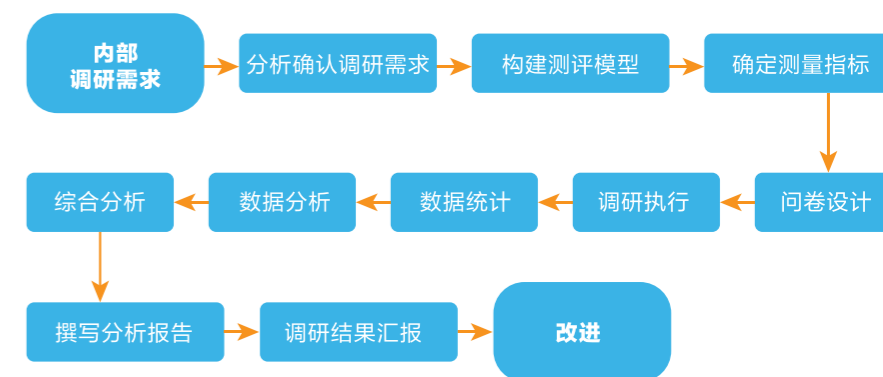 内部
调研需求
分析确认调研需求
构建测评模型
确定测量指标
问卷设计
调研执行
数据统计
数据分析
综合分析
撰写分析报告
调研结果汇报
改进